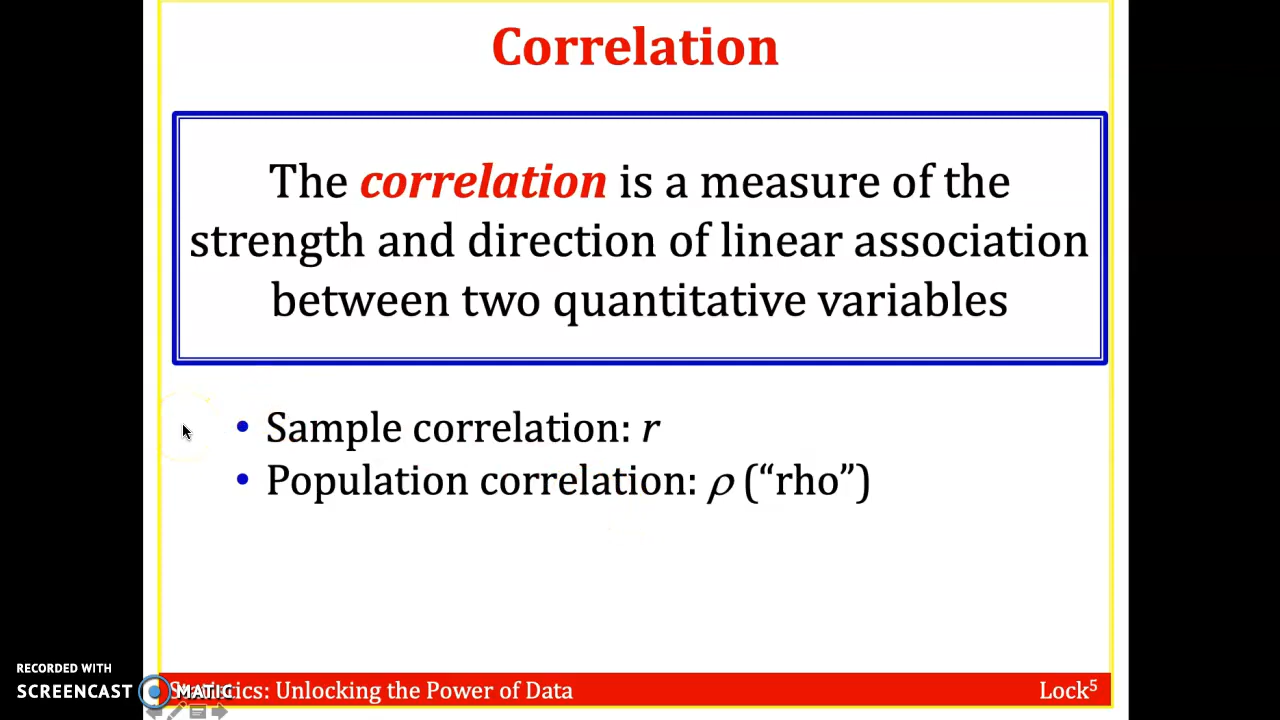 Correlation
The correlation is a measure of the
strength and direction of linear association
between two quantitative variables
• Sample correlation: r
• Population correlation: ρ (“rho”)
RECORDED WITH
SCREENCAST MATIC
Statistics: Unlocking the Power of Data
Lock⁵